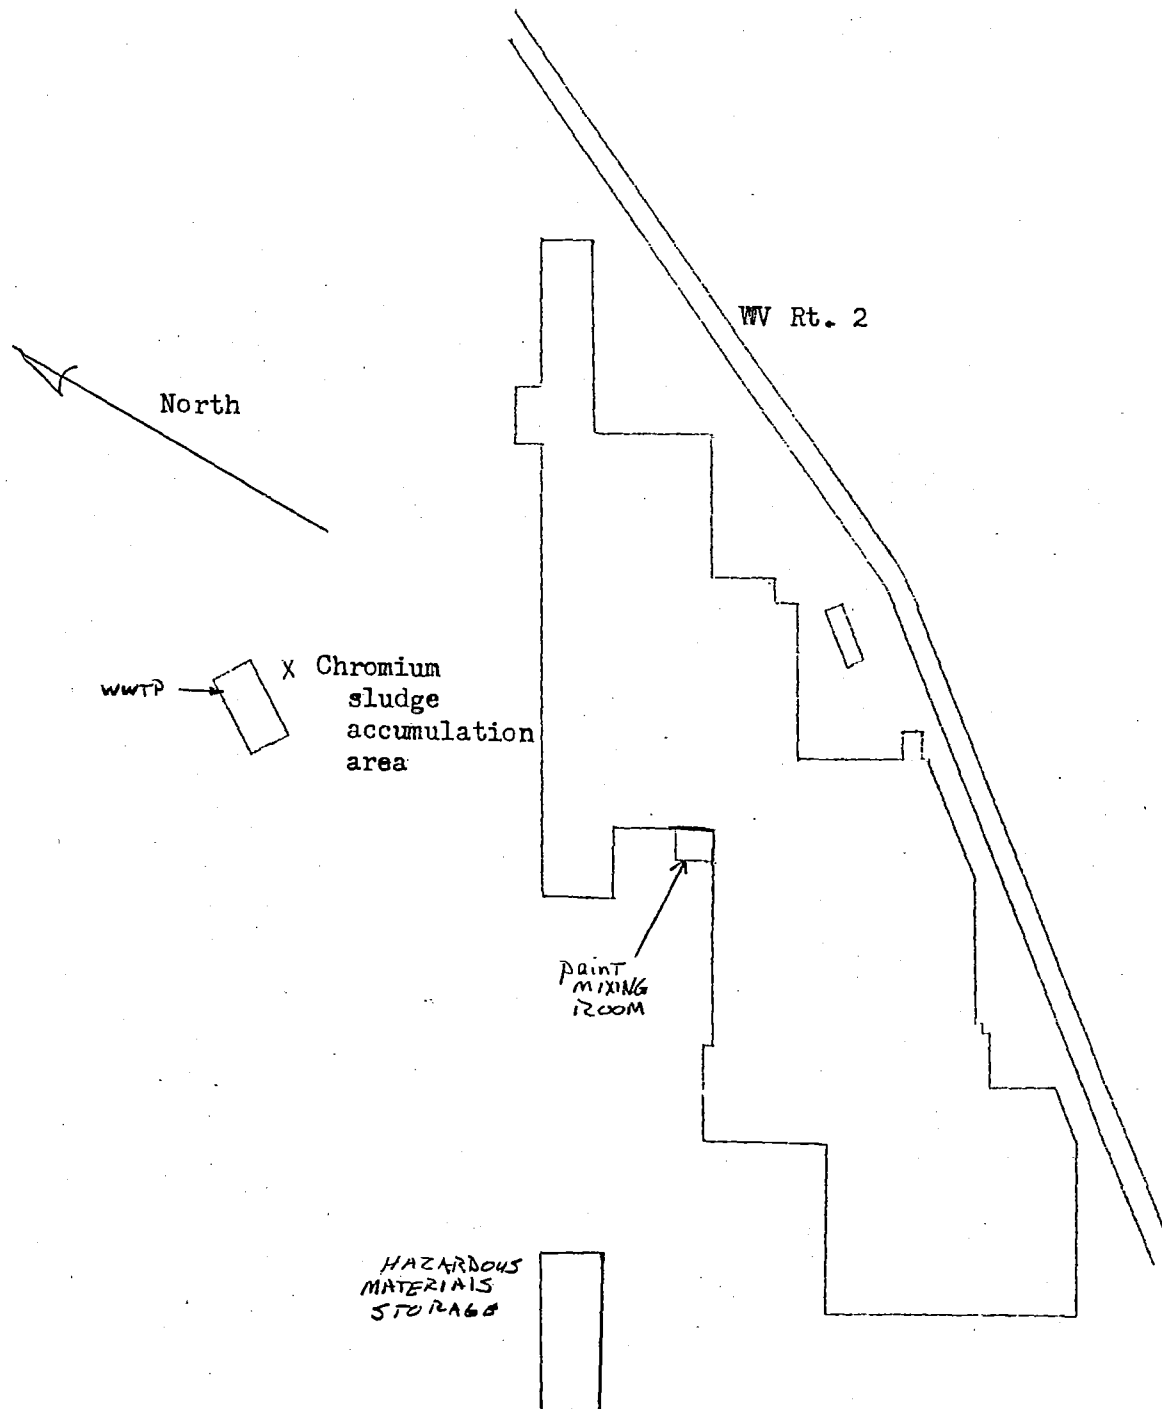 WV Rt. 2
North
WWTP
X Chromium
sludge
accumulation
area
paint
MIXING
ROOM
HAZARDOUS
MATERIALS
STORAGE